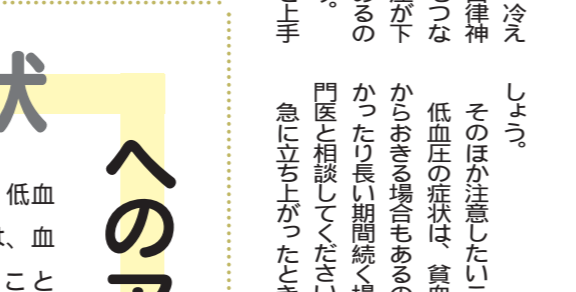 冷え
律神
つな
が下
るの
。
上手
しょう。
そのほか注意したい
低血圧の症状は、貧血
からおきる場合もあるの
かったり長い期間続く場
門医と相談してください
急に立ち上がったとき
状
への
低血
、血
こと